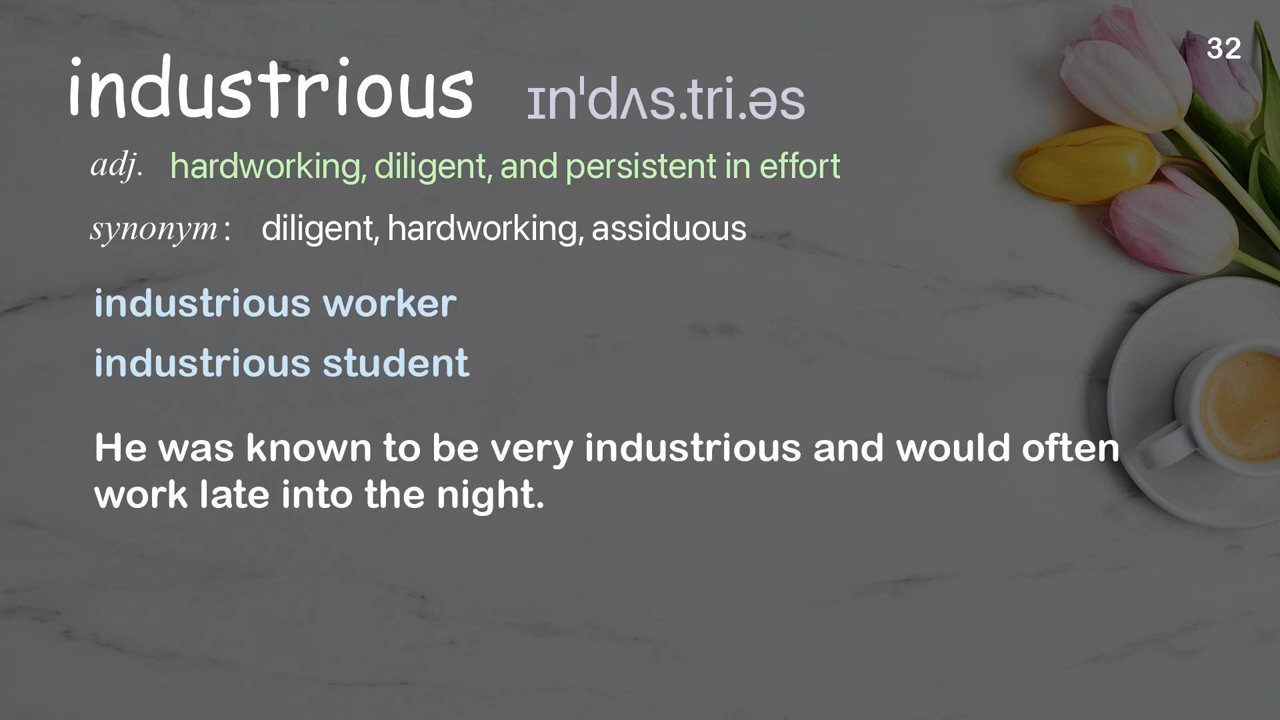 32
industrious ɪnˈdʌs.tri.əs
adj. hardworking, diligent, and persistent in effort
synonym: diligent, hardworking, assiduous
industrious worker
industrious student
He was known to be very industrious and would often
work late into the night.